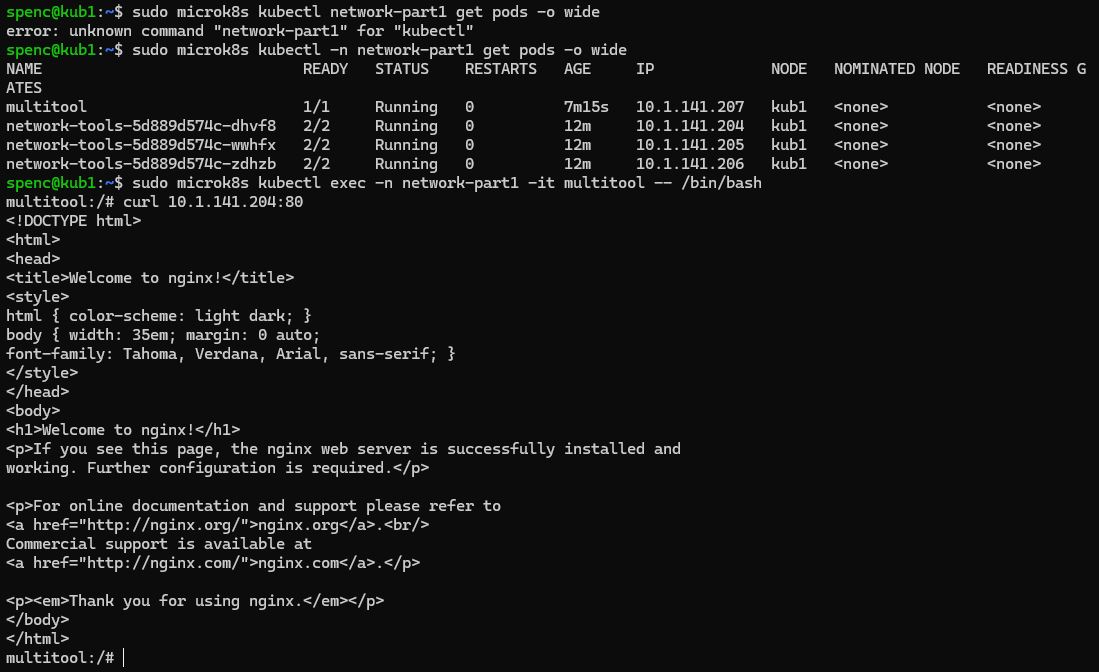 spenc@kub1:~$ sudo microk8s kubectl network-part1 get pods -o wide
error: unknown command "network-part1" for "kubectl"
spenc@kub1:~$ sudo microk8s kubectl -n network-part1 get pods -o wide
NAME                             READY   STATUS    RESTARTS   AGE     IP             NODE   NOMINATED NODE   READINESS G
ATES
multitool                        1/1     Running   0          7m15s   10.1.141.207   kub1   <none>           <none>
network-tools-5d889d574c-dhvf8   2/2     Running   0          12m     10.1.141.204   kub1   <none>           <none>
network-tools-5d889d574c-wwhfx   2/2     Running   0          12m     10.1.141.205   kub1   <none>           <none>
network-tools-5d889d574c-zdhzb   2/2     Running   0          12m     10.1.141.206   kub1   <none>           <none>
spenc@kub1:~$ sudo microk8s kubectl exec -n network-part1 -it multitool -- /bin/bash
multitool:/# curl 10.1.141.204:80
<!DOCTYPE html>
<html>
<head>
<title>Welcome to nginx!</title>
<style>
html { color-scheme: light dark; }
body { width: 35em; margin: 0 auto;
font-family: Tahoma, Verdana, Arial, sans-serif; }
</style>
</head>
<body>
<h1>Welcome to nginx!</h1>
<p>If you see this page, the nginx web server is successfully installed and
working. Further configuration is required.</p>

<p>For online documentation and support please refer to
<a href="http://nginx.org/">nginx.org</a>.<br/>
Commercial support is available at
<a href="http://nginx.com/">nginx.com</a>.</p>

<p><em>Thank you for using nginx.</em></p>
</body>
</html>
multitool:/#